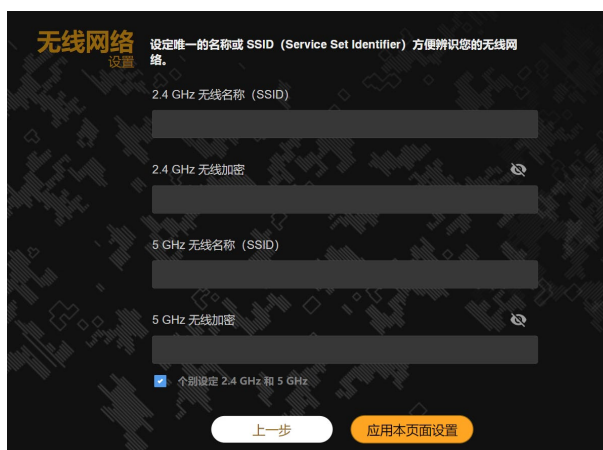 无线网络
设置
设定唯一的名称或 SSID（Service Set Identifier）方便辨识您的无线网
络。
2.4 GHz 无线名称（SSID）
2.4 GHz 无线加密
5 GHz 无线名称（SSID）
5 GHz 无线加密
个别设定 2.4 GHz 和 5 GHz
上一步
应用本页面设置